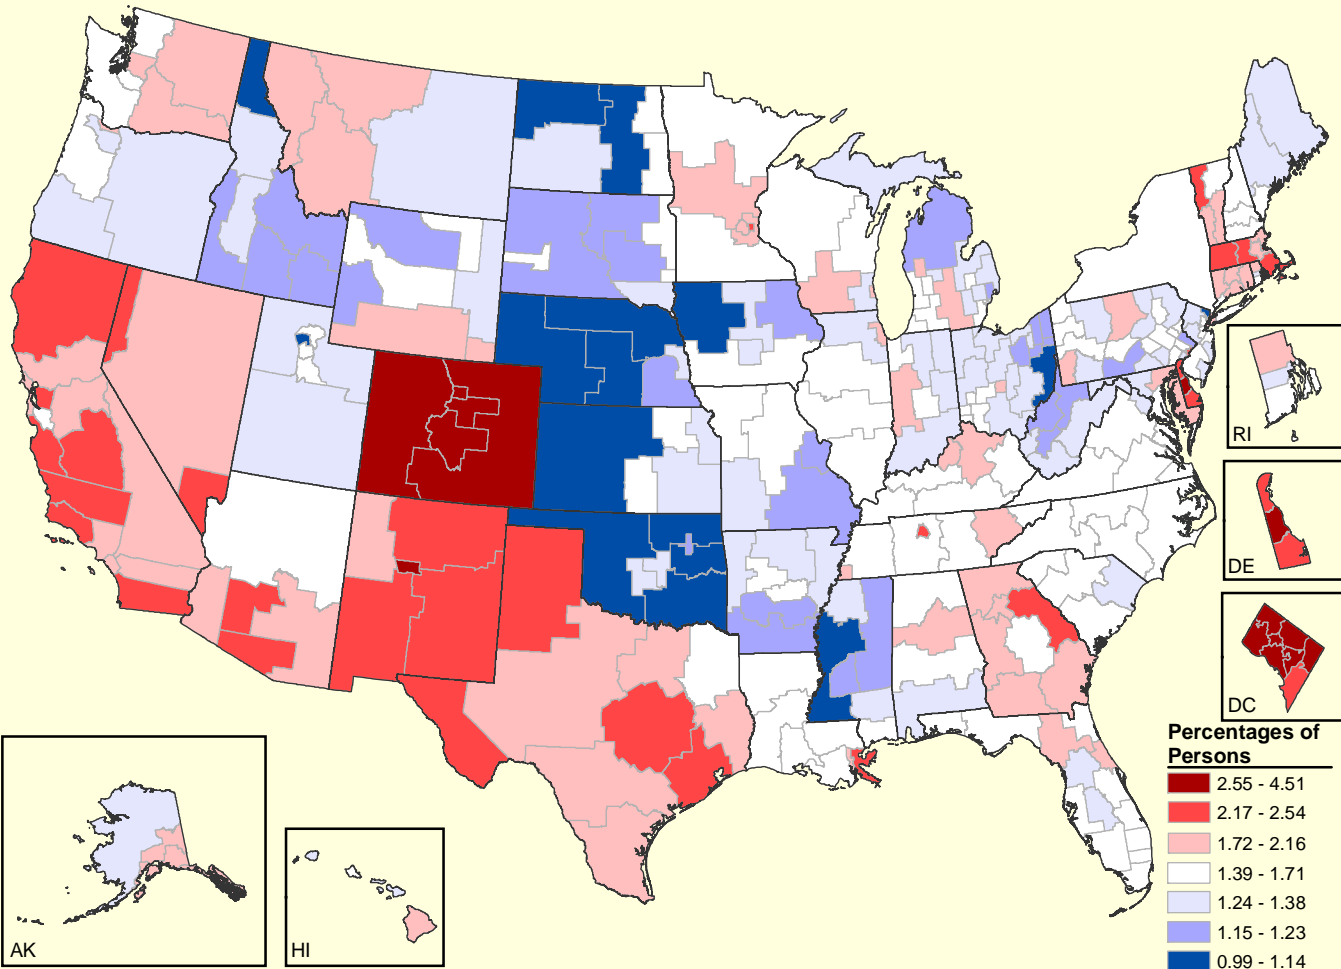 RI
DE
DC
AK
HI
Percentages of
Persons
2.55 - 4.51
2.17 - 2.54
1.72 - 2.16
1.39 - 1.71
1.24 - 1.38
1.15 - 1.23
0.99 - 1.14